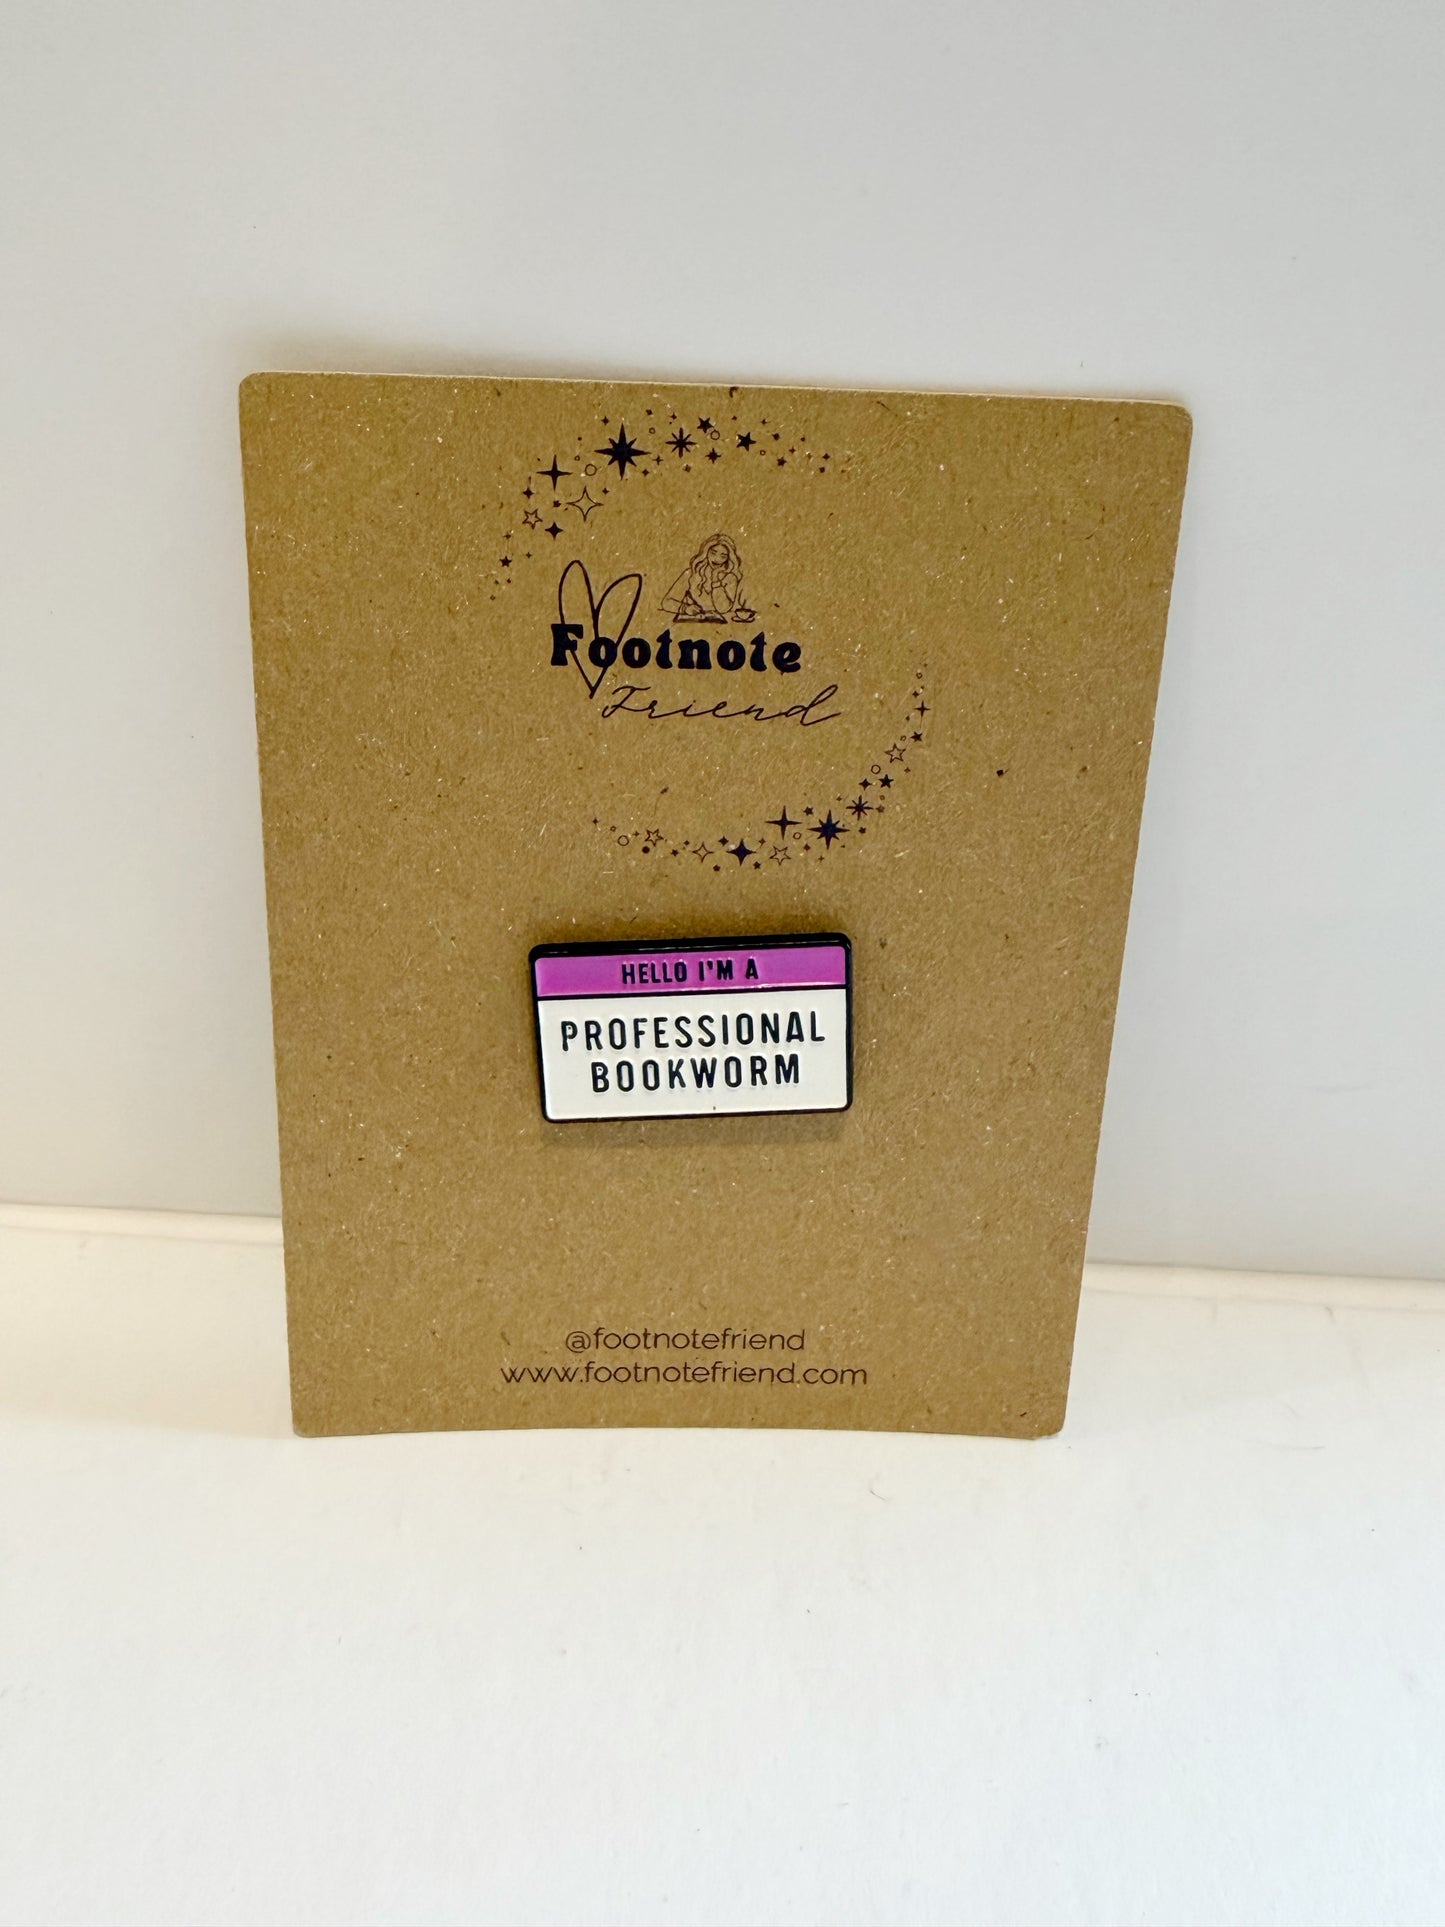 Footnote
Friend
HELLO I'M A
PROFESSIONAL
BOOKWORM
@footnotefriend
www.footnotefriend.com